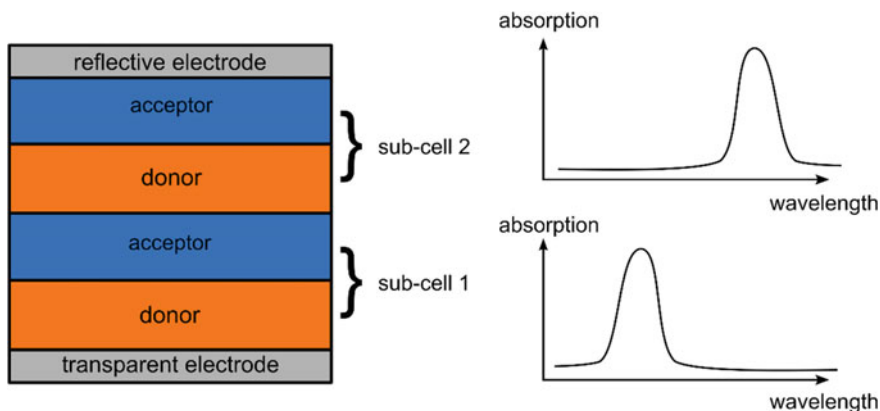 reflective electrode
acceptor
donor
acceptor
donor
transparent electrode
sub-cell 2
sub-cell 1
absorption
wavelength
absorption
wavelength